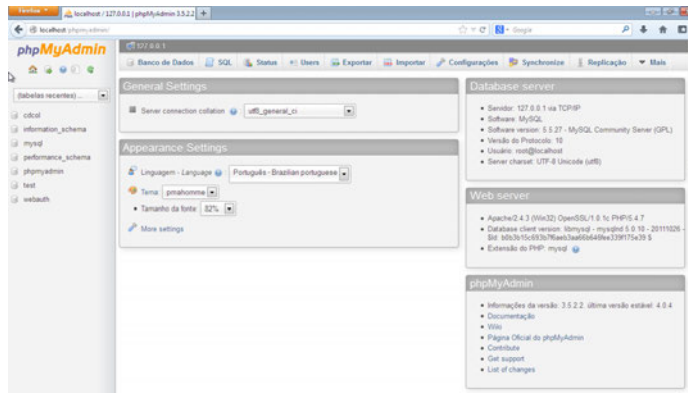 Firefox
localhost / 127.0.0.1 | phpMyAdmin 3.5.2.2
localhost/phpmyadmin/
Google
phpMyAdmin
(tabelas recentes) ...
cdcol
information_schema
mysql
performance_schema
phpmyadmin
test
webauth
127.0.0.1
Banco de Dados SQL Status Users Exportar Importar Configurações Synchronize Replicação Mais
General Settings
Server connection collation utf8_general_ci
Appearance Settings
Linguagem - Language Português - Brazilian portuguese
Tema: pmahomme
Tamanho da fonte: 82%
More settings
Database server
Servidor: 127.0.0.1 via TCP/IP
Software: MySQL
Software version: 5.5.27 - MySQL Community Server (GPL)
Versão do Protocolo: 10
Usuário: root@localhost
Server charset: UTF-8 Unicode (utf8)
Web server
Apache/2.4.3 (Win32) OpenSSL/1.0.1c PHP/5.4.7
Database client version: libmysql - mysqlnd 5.0.10 - 20111026 -
Extensão do PHP: mysql
phpMyAdmin
Informações da versão: 3.5.2.2, última versão estável: 4.0.4
Documentação
Wiki
Página Oficial do phpMyAdmin
Contribute
Get support
List of changes